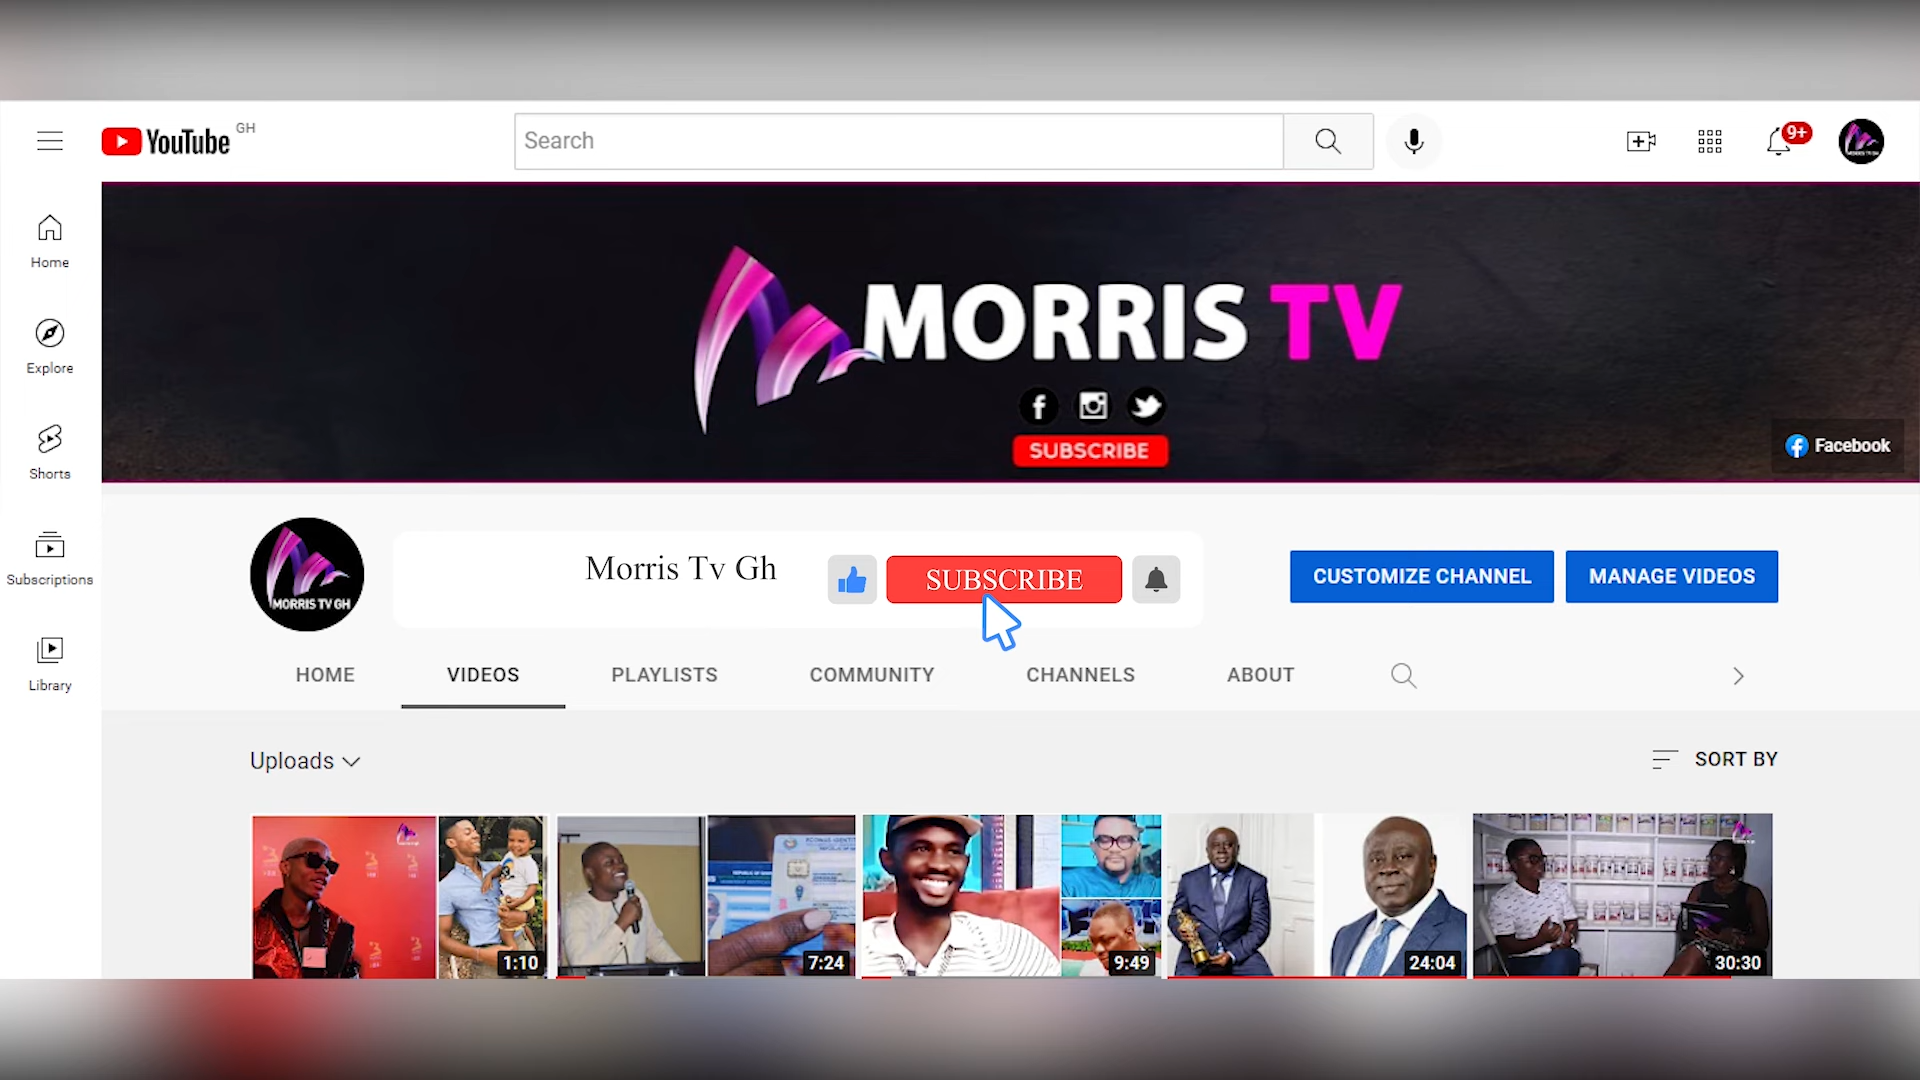 YouTube GH
Search
9+
MORRIS TV
SUBSCRIBE
Facebook
Home
Explore
Shorts
Subscriptions
Library
MORRIS TV GH
Morris Tv Gh
SUBSCRIBE
CUSTOMIZE CHANNEL
MANAGE VIDEOS
HOME
VIDEOS
PLAYLISTS
COMMUNITY
CHANNELS
ABOUT
Uploads
SORT BY
1:10
7:24
9:49
24:04
30:30